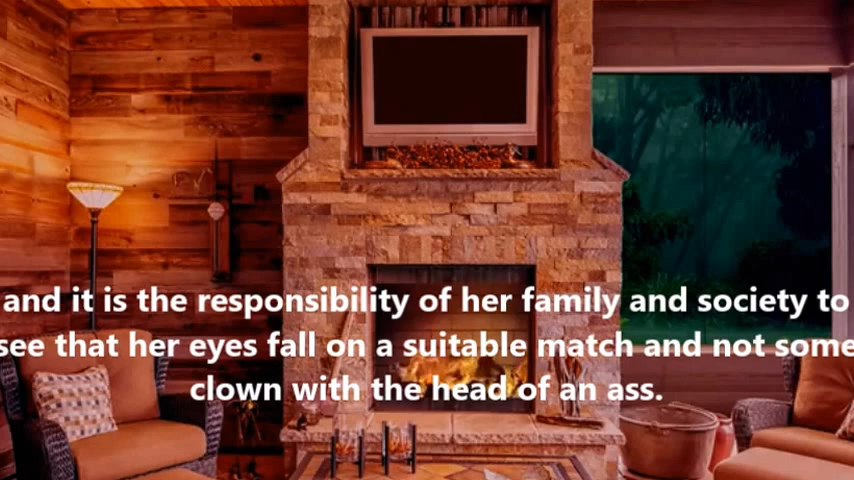 and it is the responsibility of her family and society to
see that her eyes fall on a suitable match and not some
clown with the head of an ass.